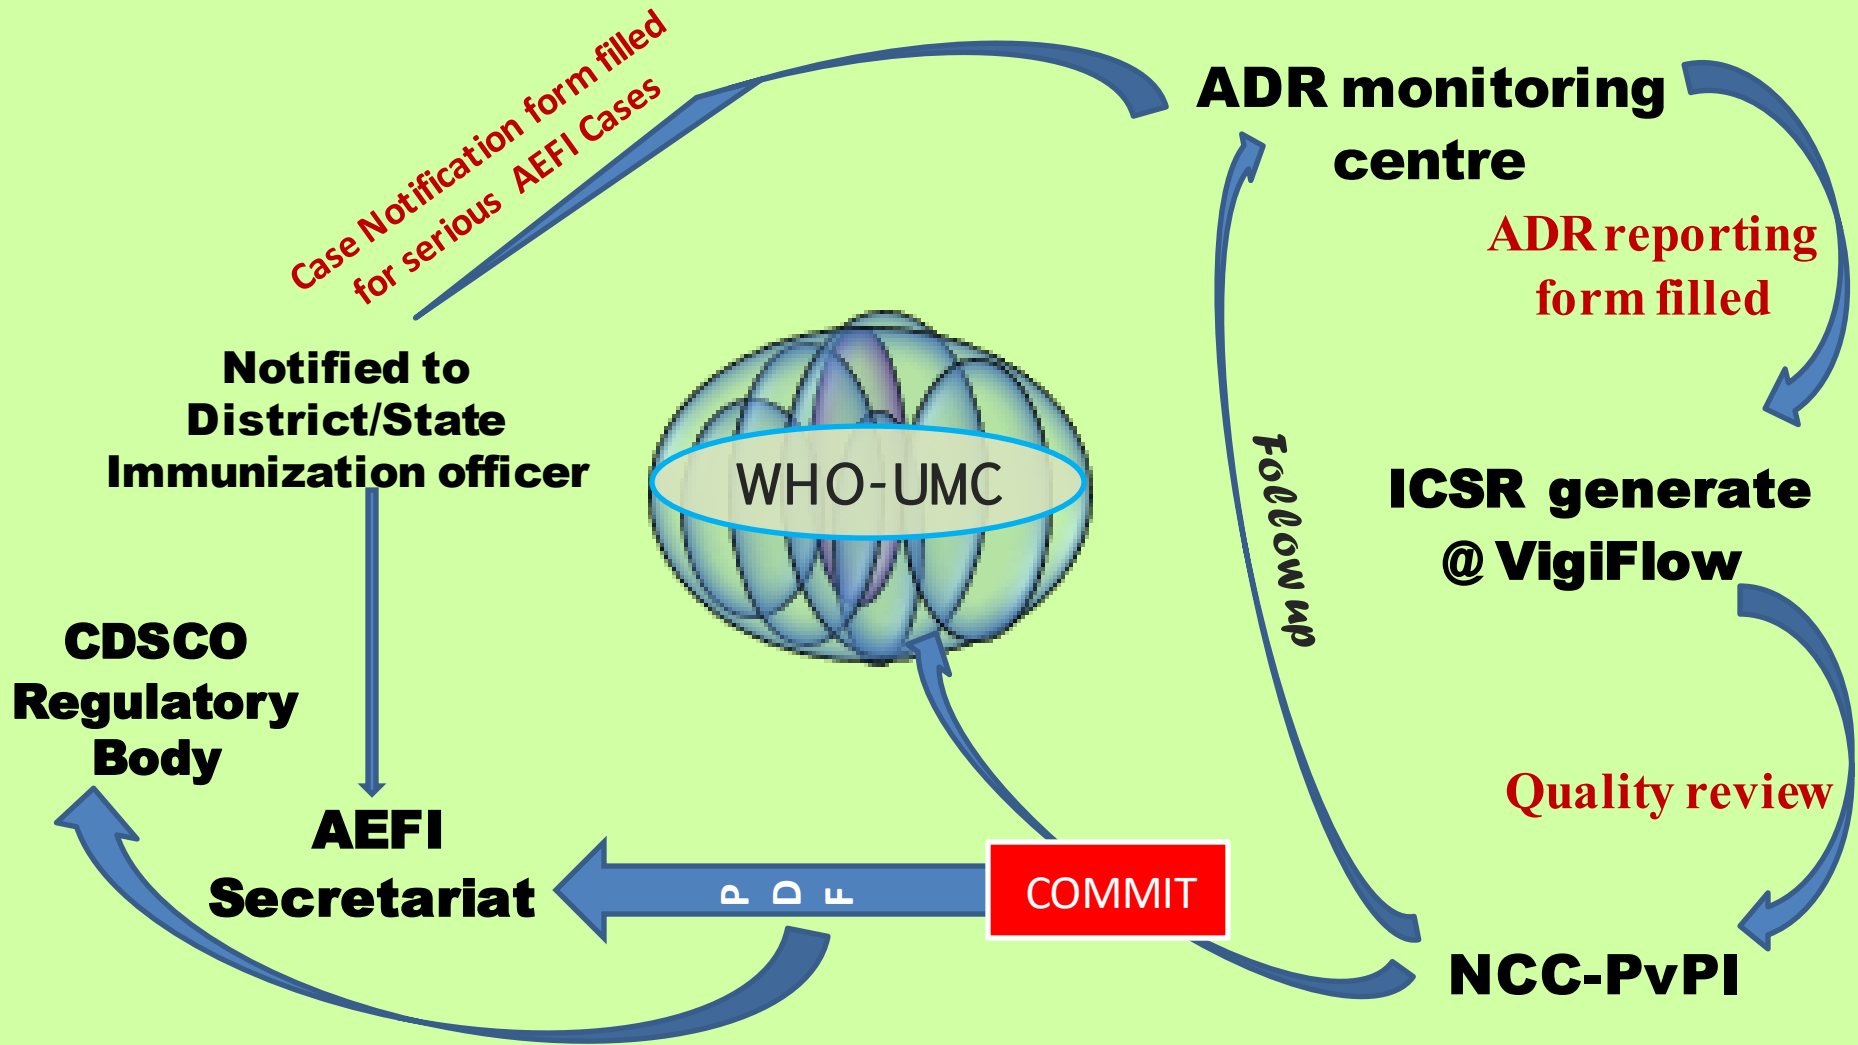 Case Notification form filled
for serious AEFI Cases
ADR monitoring
centre
ADR reporting
form filled
Notified to
District/State
Immunization officer
WHO-UMC
Follow up
ICSR generate
@ VigiFlow
CDSCO
Regulatory
Body
Quality review
AEFI
Secretariat
PDF
COMMIT
NCC-PvPI